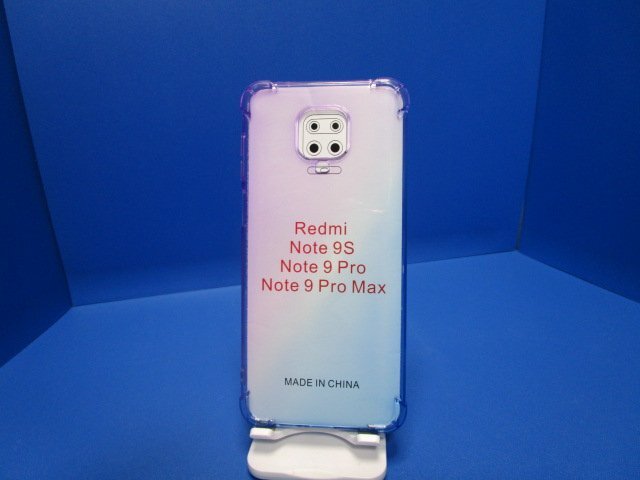 Redmi
Note 9S
Note 9 Pro
Note 9 Pro Max
MADE IN CHINA